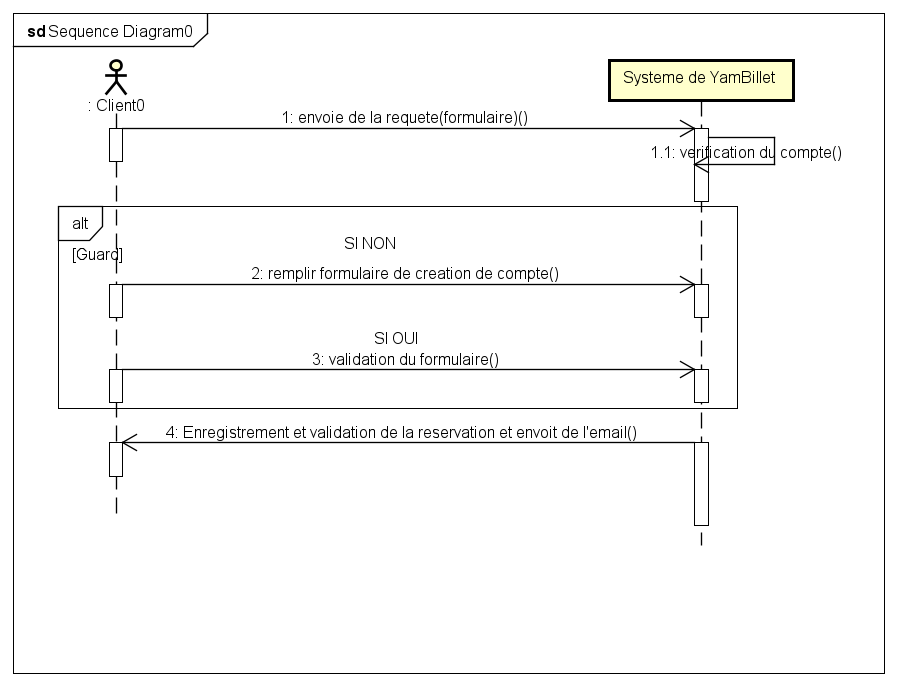 sd Sequence Diagram0
: Client0
Systeme de YamBillet
1: envoie de la requete(formulaire)()
1.1: verification du compte()
alt
SI NON
[Guard]
2: remplir formulaire de creation de compte()
SI OUI
3: validation du formulaire()
4: Enregistrement et validation de la reservation et envoit de l'email()